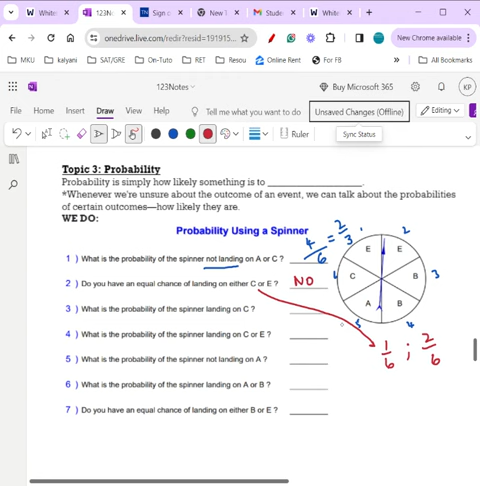 White
123N
Sign c
New T
Studen
White
onedrive.live.com/redir?resid=191915...
New Chrome available
MKU
kalyani
SAT/GRE
On-Tuto
RET
Resou
Online Rent
For FB
»
All Bookmarks
123Notes
Buy Microsoft 365
KP
File Home Insert Draw View Help
Tell me what you want to do
Unsaved Changes (Offline)
Editing
Ruler
Sync Status
Topic 3: Probability
Probability is simply how likely something is to ____________________.
*Whenever we're unsure about the outcome of an event, we can talk about the probabilities
of certain outcomes—how likely they are.
WE DO:
Probability Using a Spinner
4/6 = 2/3
1 ) What is the probability of the spinner not landing on A or C ? ________
2 ) Do you have an equal chance of landing on either C or E ? NO
3 ) What is the probability of the spinner landing on C ? ________
4 ) What is the probability of the spinner landing on C or E ? ________
5 ) What is the probability of the spinner not landing on A ? ________
6 ) What is the probability of the spinner landing on A or B ? ________
7 ) Do you have an equal chance of landing on either B or E ? ________
2
E E
C B
3
A B
5 4
1/6 ; 2/6